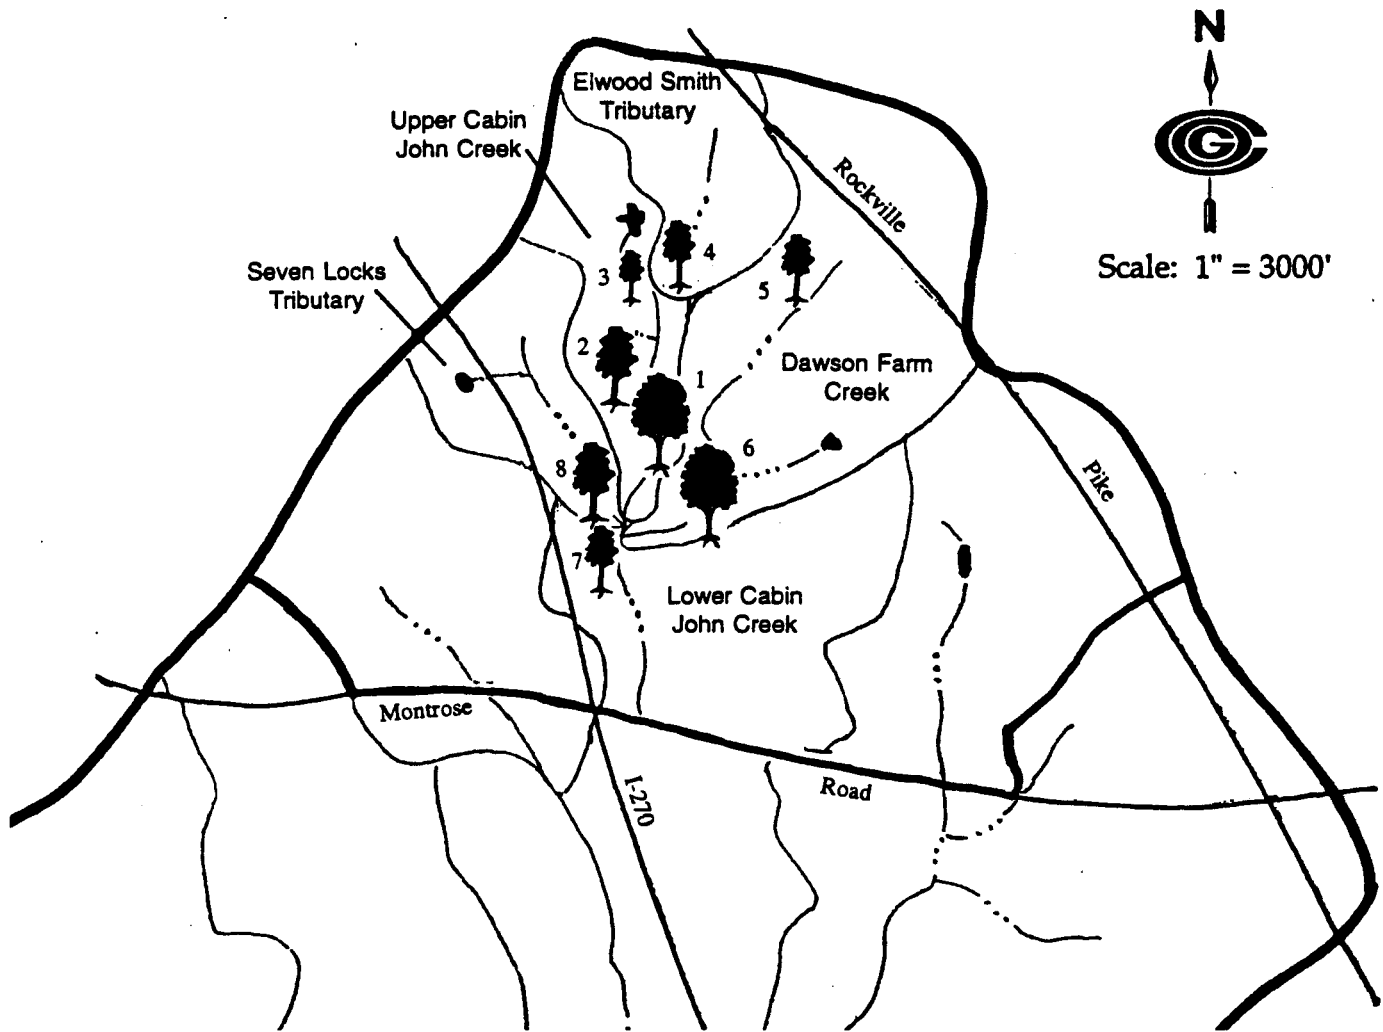 N
Elwood Smith
Tributary
Upper Cabin
John Creek
Rockville
Scale: 1" = 3000'
Seven Locks
Tributary
4
3
5
2
1
Dawson Farm
Creek
6
8
Pike
7
Lower Cabin
John Creek
Montrose
Road
I-270